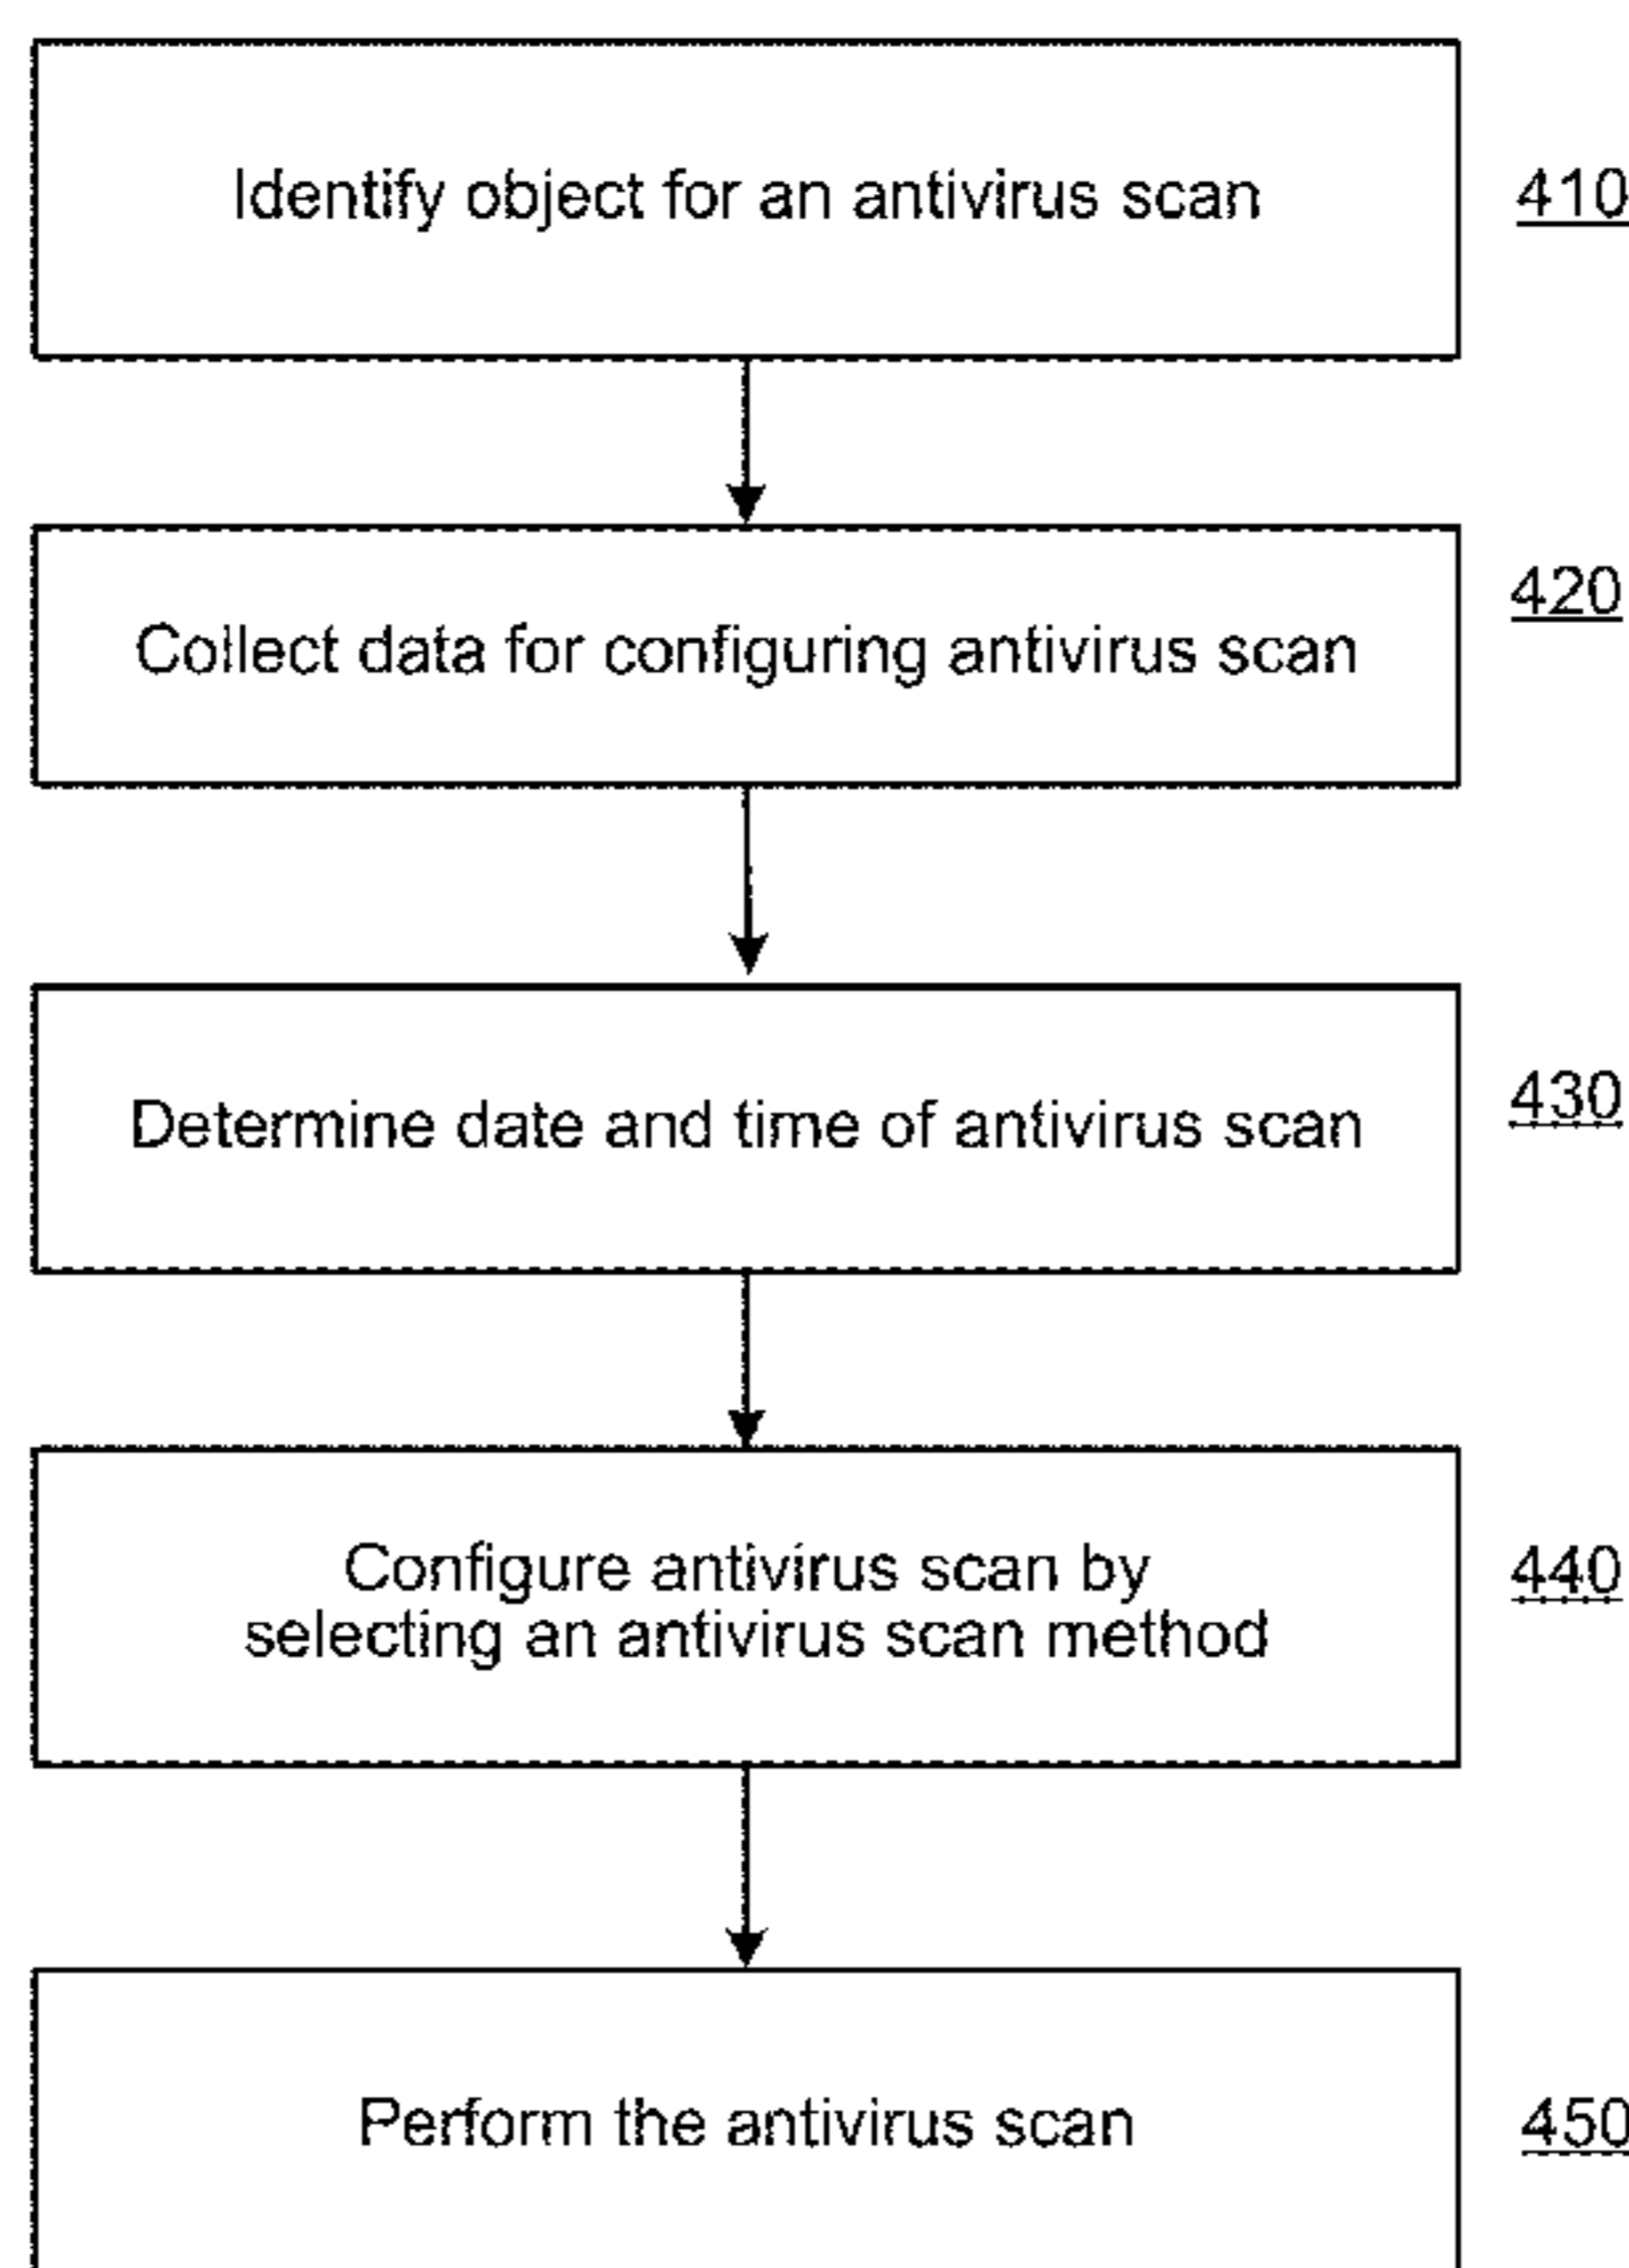 Identify object for an antivirus scan
410
Collect data for configuring antivirus scan
420
Determine date and time of antivirus scan
430
Configure antivirus scan by
selecting an antivirus scan method
440
Perform the antivirus scan
450